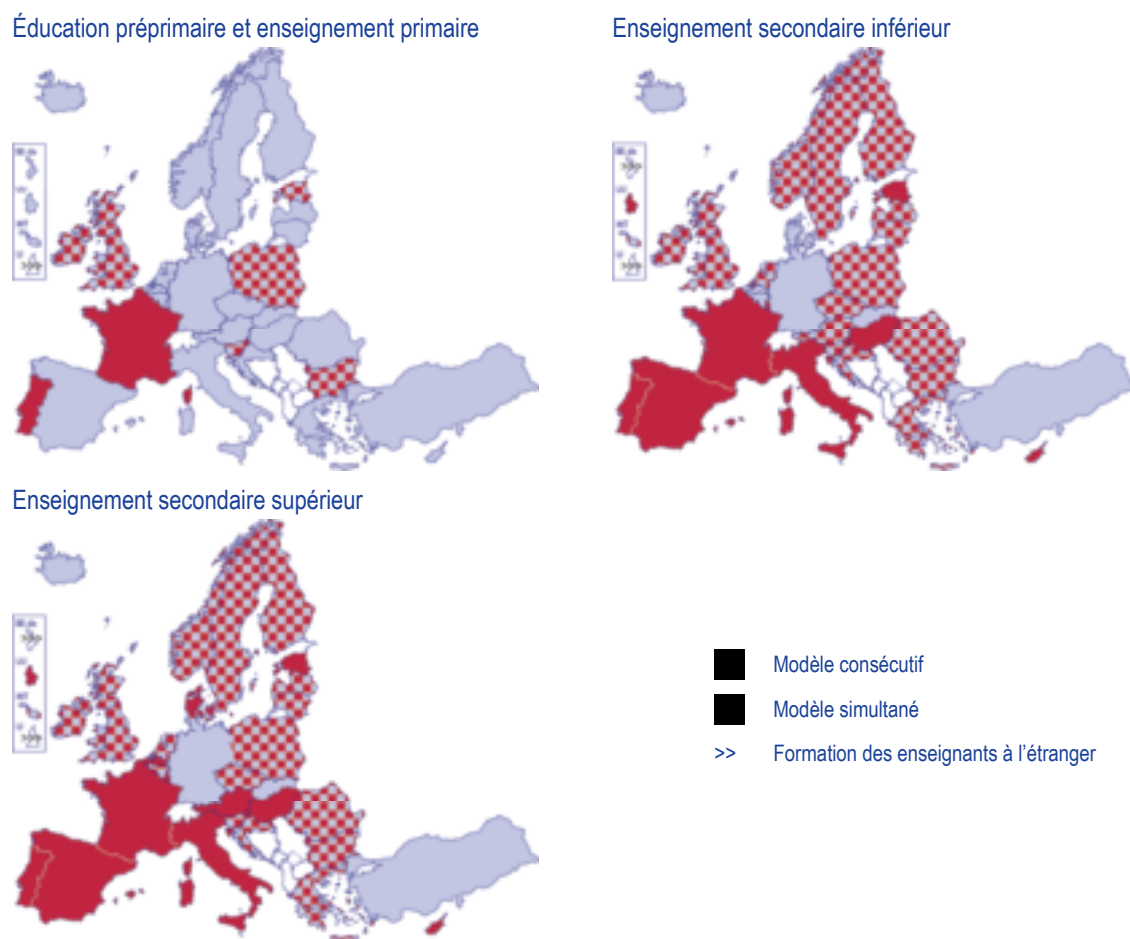 Éducation préprimaire et enseignement primaire
Enseignement secondaire inférieur
Enseignement secondaire supérieur
Modèle consécutif
Modèle simultané
>> Formation des enseignants à l'étranger